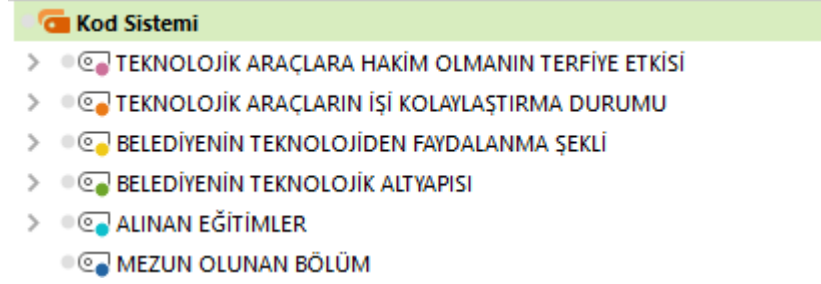 Kod Sistemi
TEKNOLOJİK ARAÇLARA HAKİM OLMANIN TERFİYE ETKİSİ
TEKNOLOJİK ARAÇLARIN İŞİ KOLAYLAŞTIRMA DURUMU
BELEDİYENİN TEKNOLOJİDEN FAYDALANMA ŞEKLİ
BELEDİYENİN TEKNOLOJİK ALTYAPISI
ALINAN EĞİTİMLER
MEZUN OLUNAN BÖLÜM